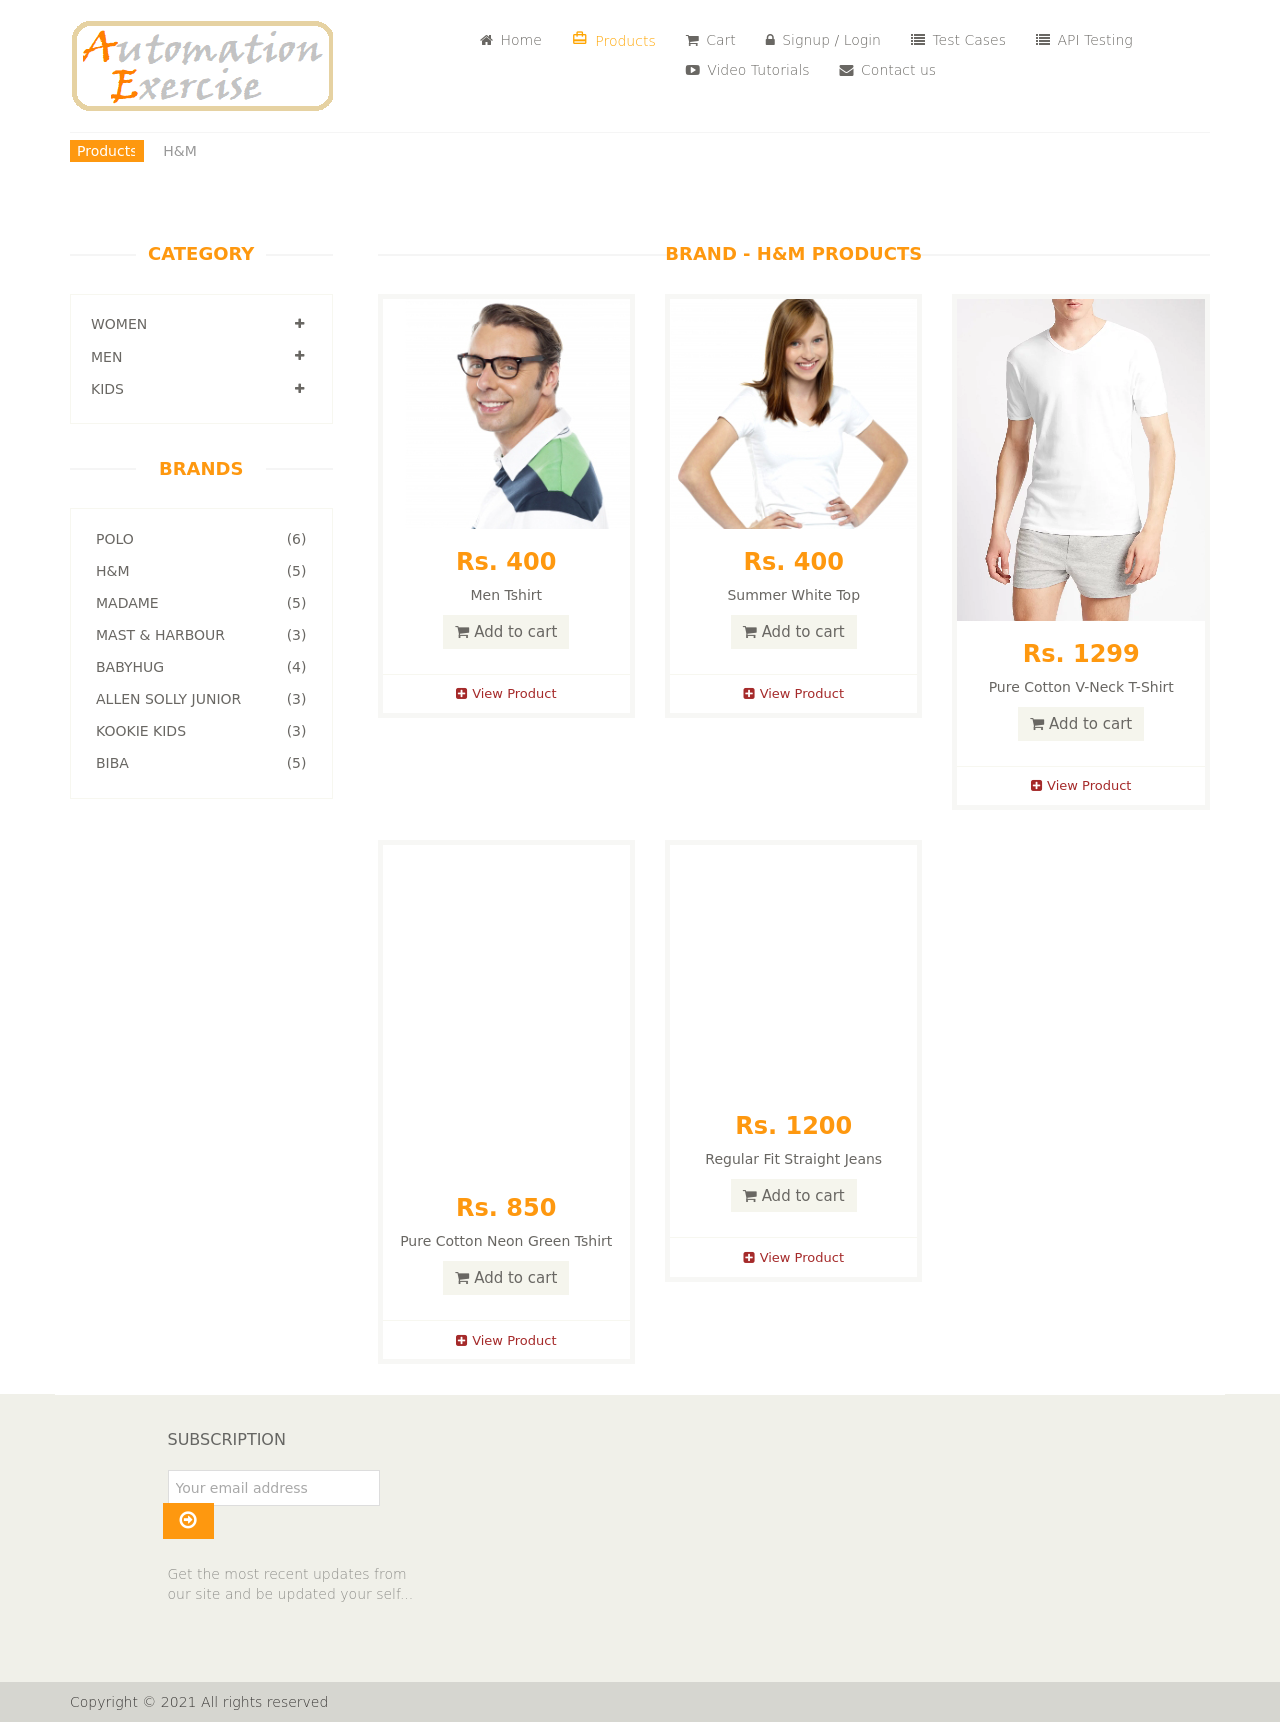 Automation
Exercise
Home
Products
Cart
Signup / Login
Test Cases
API Testing
Video Tutorials
Contact us
Products
H&M
CATEGORY
WOMEN
MEN
KIDS
BRANDS
POLO (6)
H&M (5)
MADAME (5)
MAST & HARBOUR (3)
BABYHUG (4)
ALLEN SOLLY JUNIOR (3)
KOOKIE KIDS (3)
BIBA (5)
BRAND - H&M PRODUCTS
Rs. 400
Men Tshirt
Add to cart
View Product
Rs. 400
Summer White Top
Add to cart
View Product
Rs. 1299
Pure Cotton V-Neck T-Shirt
Add to cart
View Product
Rs. 850
Pure Cotton Neon Green Tshirt
Add to cart
View Product
Rs. 1200
Regular Fit Straight Jeans
Add to cart
View Product
SUBSCRIPTION
Your email address
Get the most recent updates from
our site and be updated your self...
Copyright © 2021 All rights reserved